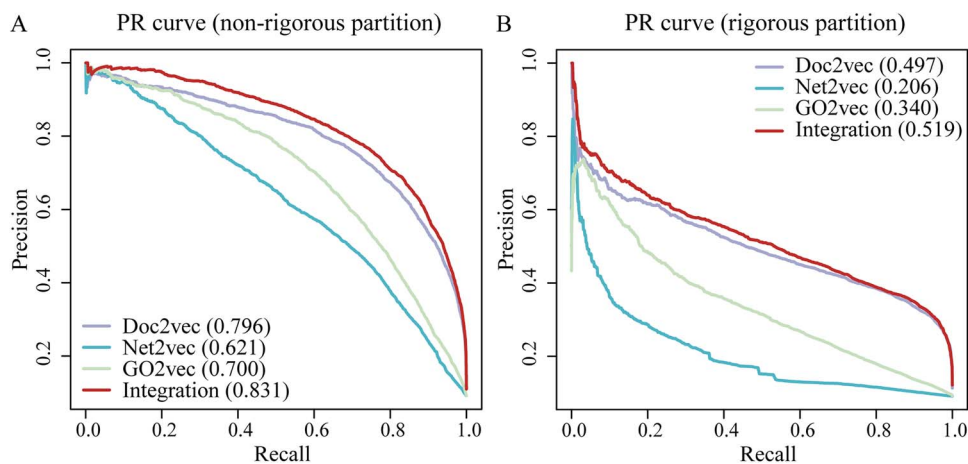 A
PR curve (non-rigorous partition)
Precision
1.0
0.8
0.6
0.4
0.2
Doc2vec (0.796)
Net2vec (0.621)
GO2vec (0.700)
Integration (0.831)
0.0 0.2 0.4 0.6 0.8 1.0
Recall
B
PR curve (rigorous partition)
Precision
1.0
0.8
0.6
0.4
0.2
Doc2vec (0.497)
Net2vec (0.206)
GO2vec (0.340)
Integration (0.519)
0.0 0.2 0.4 0.6 0.8 1.0
Recall